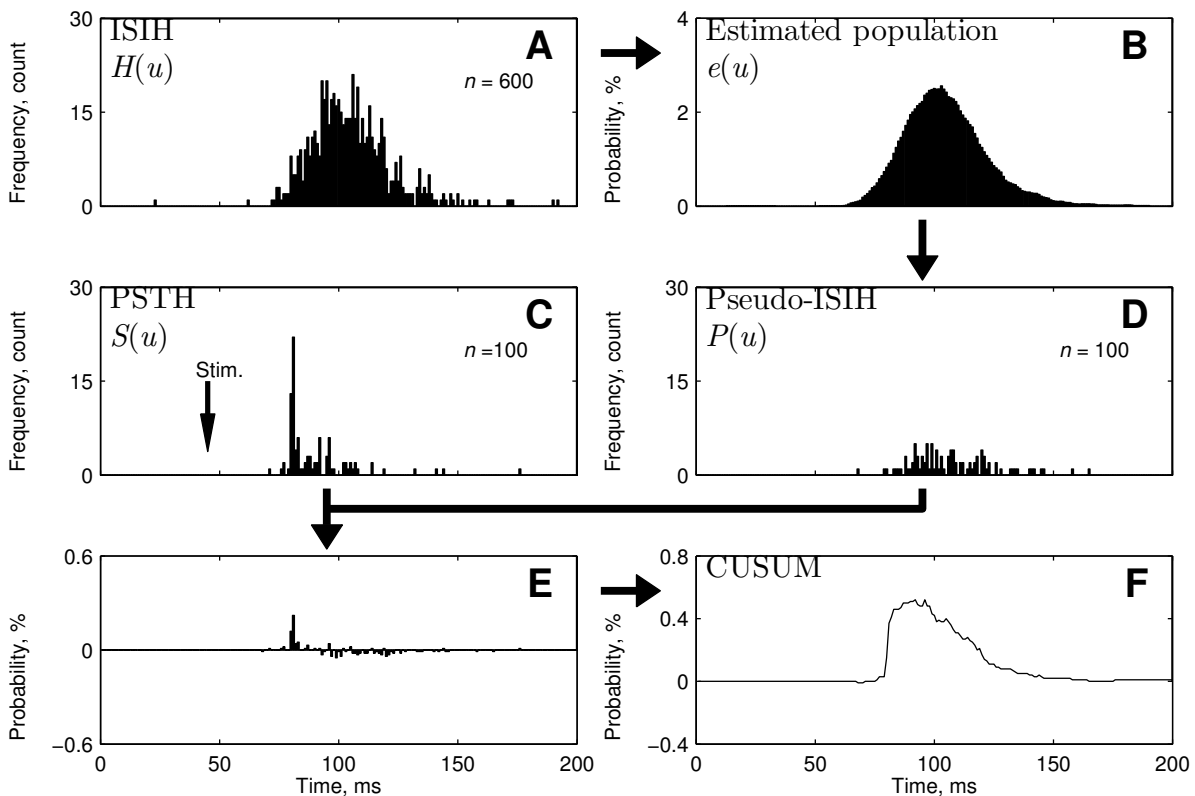 ISIH
H(u)
A
n = 600
Frequency, count
30
15
0
Estimated population
e(u)
B
Probability, %
4
2
0
PSTH
S(u)
C
n =100
Stim.
Frequency, count
30
15
0
Pseudo-ISIH
P(u)
D
n = 100
Frequency, count
30
15
0
E
Probability, %
0.6
0
−0.6
0 50 100 150 200
Time, ms
CUSUM
F
Probability, %
0.8
0.4
0
−0.4
0 50 100 150 200
Time, ms